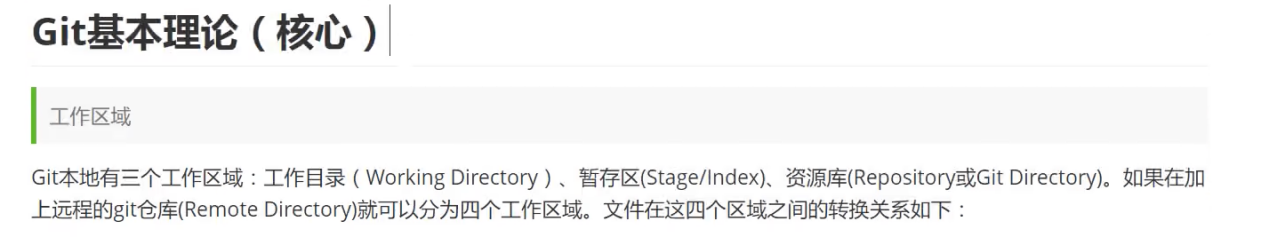 Git基本理论（核心）
工作区域
Git本地有三个工作区域：工作目录（Working Directory）、暂存区(Stage/Index)、资源库(Repository或Git Directory)。如果在加
上远程的git仓库(Remote Directory)就可以分为四个工作区域。文件在这四个区域之间的转换关系如下：